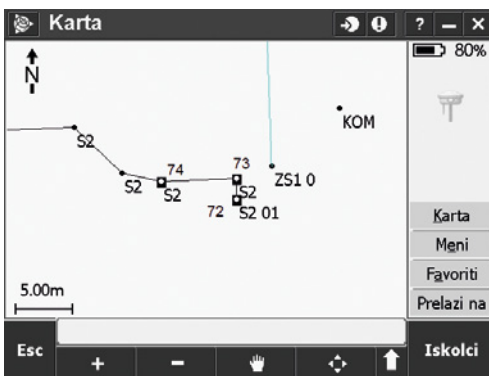 Karta
?
80%
N
KOM
S2
S2
74
S2
73
S2
ZS1 0
72
S2 01
Karta
Meni
Favoriti
Prelazi na
5.00m
Esc
+
-
Iskolci